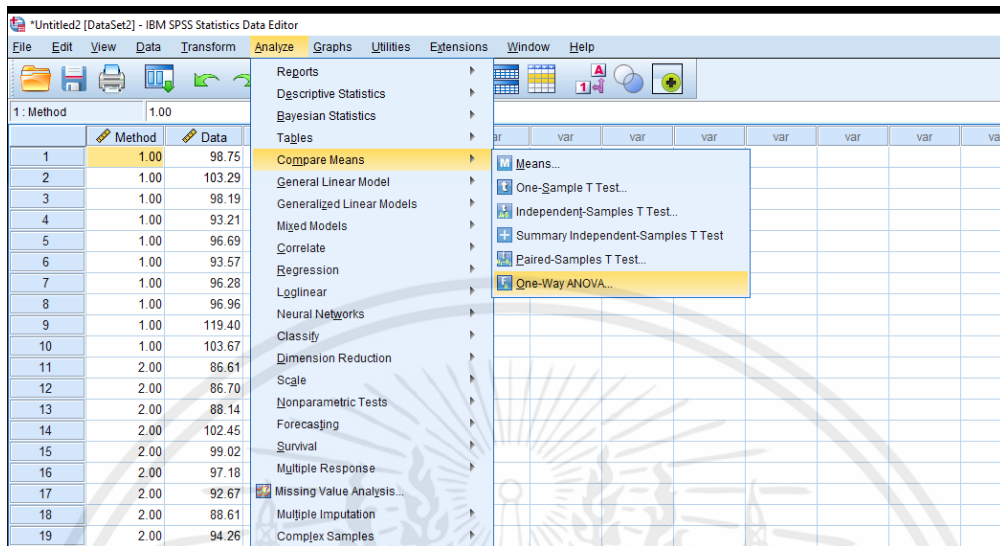 *Untitled2 [DataSet2] - IBM SPSS Statistics Data Editor
File Edit View Data Transform Analyze Graphs Utilities Extensions Window Help
1 : Method 1.00
Method Data var var var var var var var
1 1.00 98.75
2 1.00 103.29
3 1.00 98.19
4 1.00 93.21
5 1.00 96.69
6 1.00 93.57
7 1.00 96.28
8 1.00 96.96
9 1.00 119.40
10 1.00 103.67
11 2.00 86.61
12 2.00 86.70
13 2.00 88.14
14 2.00 102.45
15 2.00 99.02
16 2.00 97.18
17 2.00 92.67
18 2.00 88.61
19 2.00 94.26
Reports
Descriptive Statistics
Bayesian Statistics
Tables
Compare Means
General Linear Model
Generalized Linear Models
Mixed Models
Correlate
Regression
Loglinear
Neural Networks
Classify
Dimension Reduction
Scale
Nonparametric Tests
Forecasting
Survival
Multiple Response
Missing Value Analysis...
Multiple Imputation
Complex Samples
Means...
One-Sample T Test...
Independent-Samples T Test...
Summary Independent-Samples T Test
Paired-Samples T Test...
One-Way ANOVA...